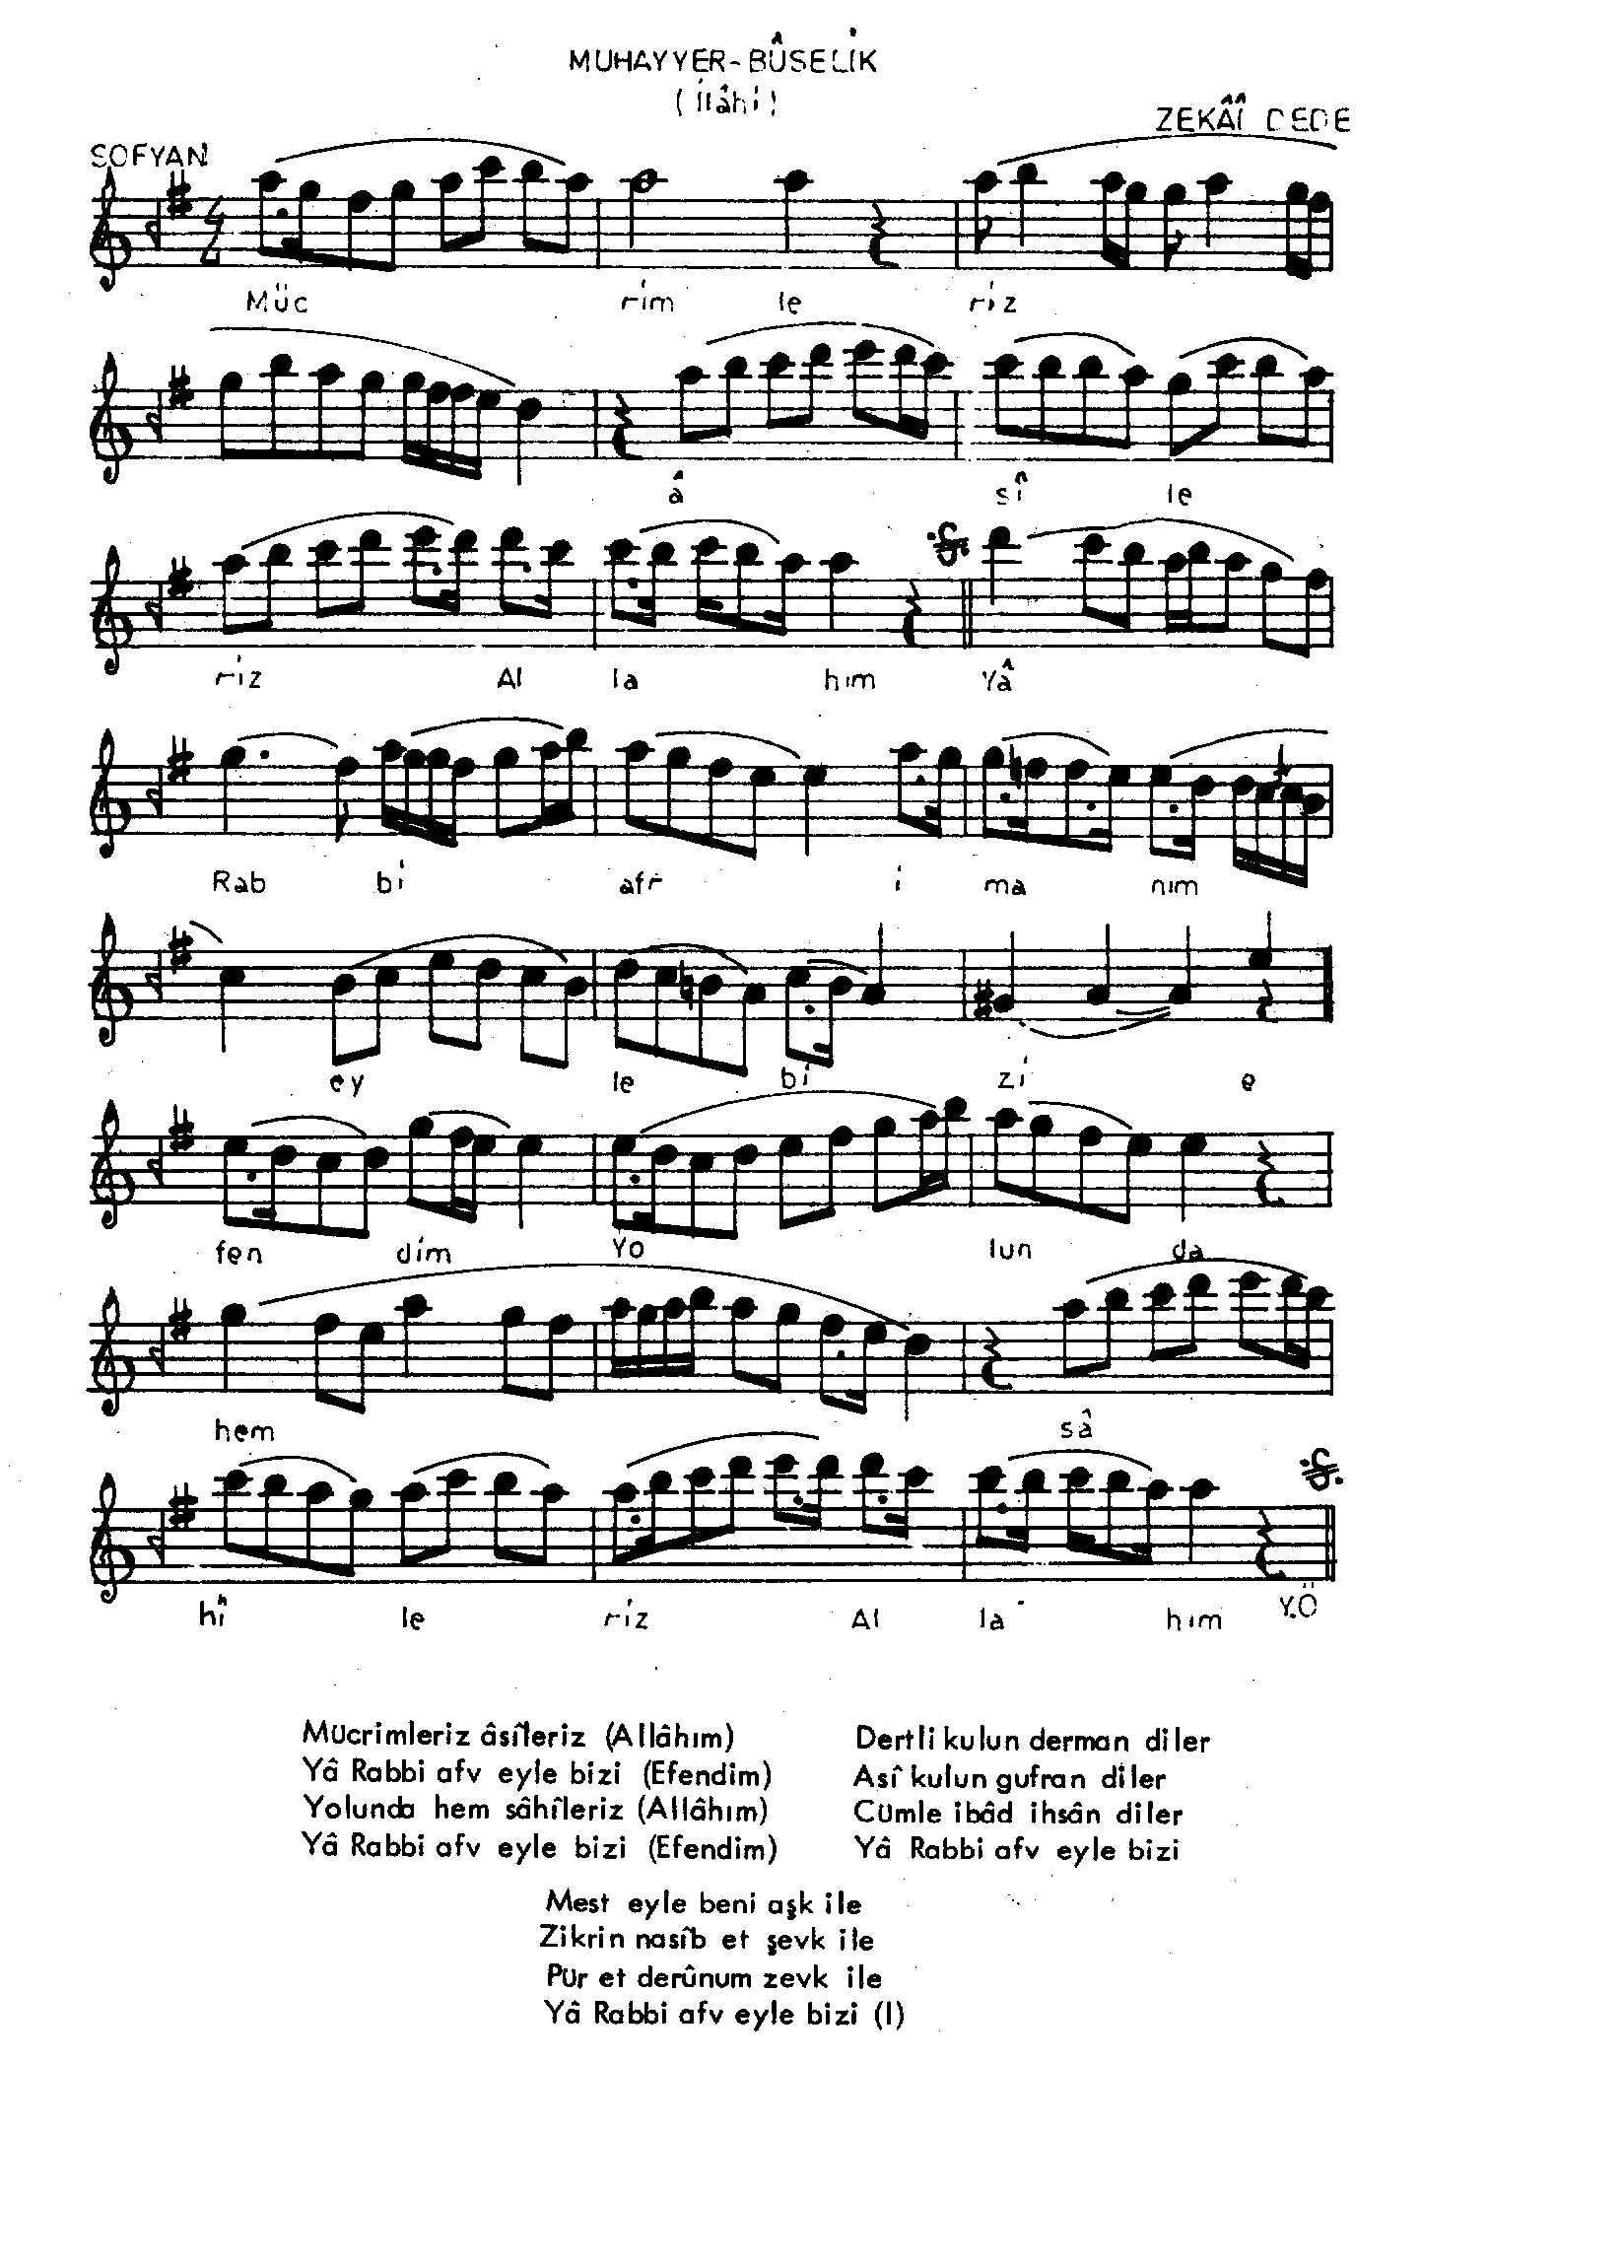 MUHAYYER-BÛSELİK
(İlâhi)
ZEKÂÎ DEDE
SOFYAN
Müc rim le riz
â sî le
riz Al la hım Yâ
Rab bi afr i ma nım
ey le bi zi e
fen dim Yo lun da
hem sâ
hî le riz Al la hım Y.Ö
Mücrimleriz âsîleriz (Allâhım)
Yâ Rabbi afv eyle bizi (Efendim)
Yolunda hem sâhîleriz (Allâhım)
Yâ Rabbi afv eyle bizi (Efendim)
Dertli kulun derman diler
Asî kulun gufran diler
Cümle ibâd ihsân diler
Yâ Rabbi afv eyle bizi
Mest eyle beni aşk ile
Zikrin nasîb et şevk ile
Pür et derûnum zevk ile
Yâ Rabbi afv eyle bizi (I)